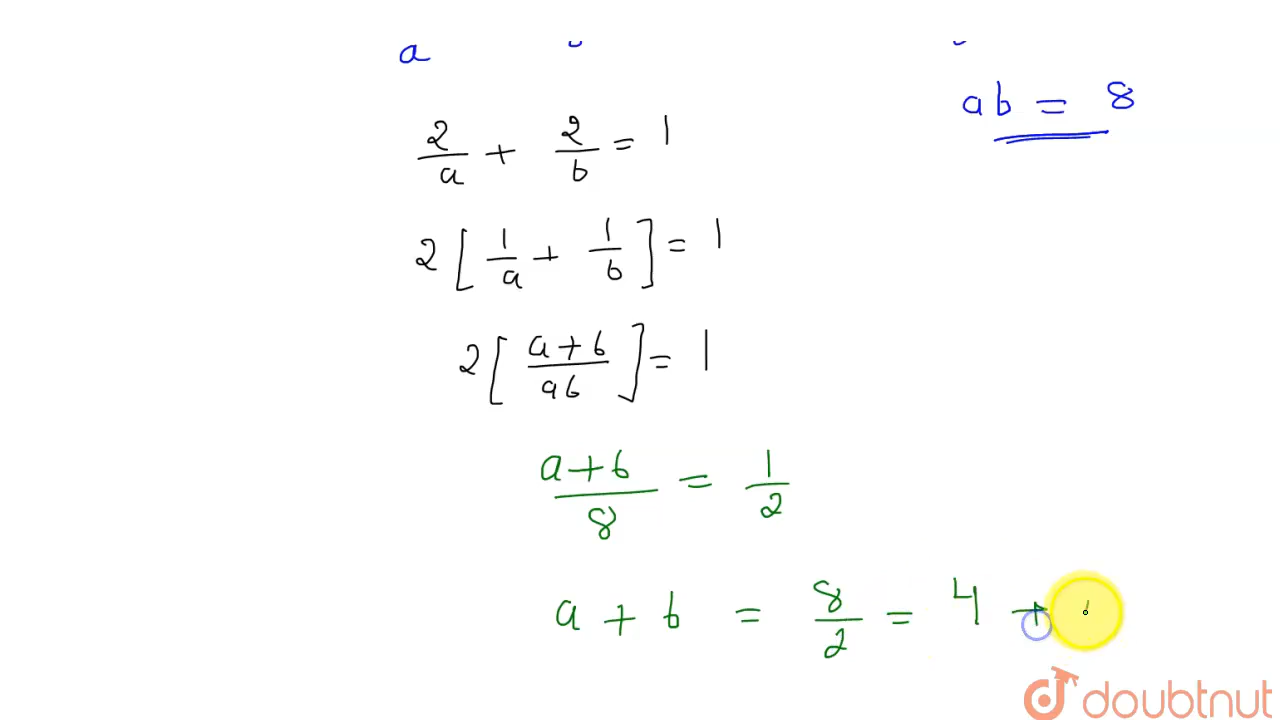 a
ab = 8
2/a + 2/b = 1
2[1/a + 1/b] = 1
2[a+b/ab] = 1
a+b/8 = 1/2
a + b = 8/2 = 4 +
doubtnut